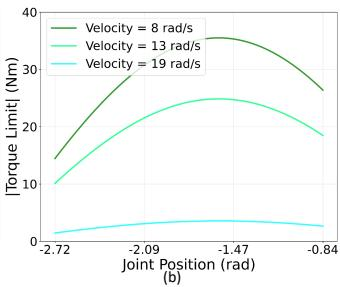 40
Velocity = 8 rad/s
Velocity = 13 rad/s
Velocity = 19 rad/s
30
20
10
0
|Torque Limit| (Nm)
-2.72 -2.09 -1.47 -0.84
Joint Position (rad)
(b)